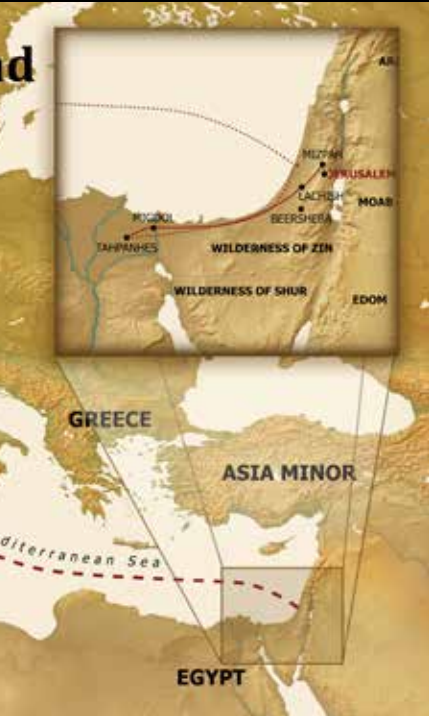 nd
AR
MIZPAH
JERUSALEM
LACHISH
MOAB
BEERSHEBA
MIGDOL
TAHPANHES
WILDERNESS OF ZIN
WILDERNESS OF SHUR
EDOM
GREECE
ASIA MINOR
diterranean Sea
EGYPT